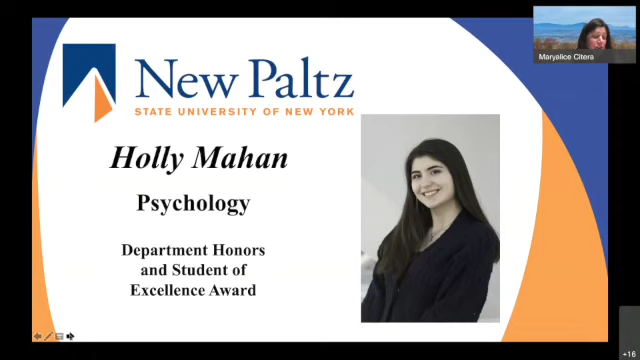 New Paltz
STATE UNIVERSITY OF NEW YORK
Holly Mahan
Psychology
Department Honors
and Student of
Excellence Award
Maryalice Citera
+16